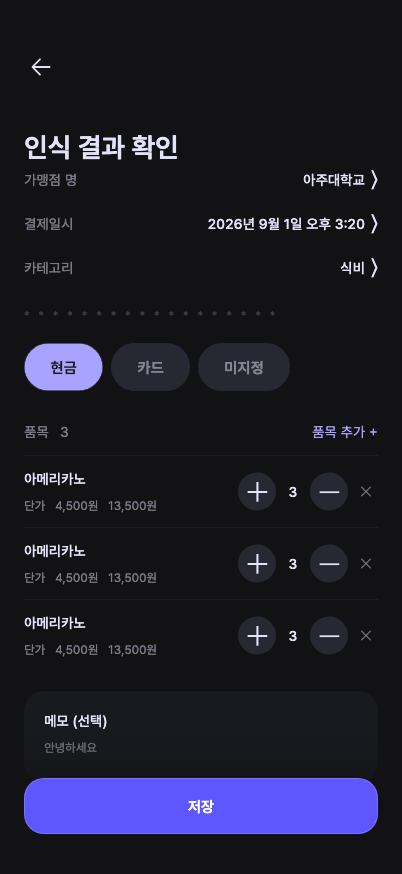 인식 결과 확인
가맹점 명 아주대학교
결제일시 2026년 9월 1일 오후 3:20
카테고리 식비
현금 카드 미지정
품목 3 품목 추가 +
아메리카노
단가 4,500원 13,500원
3
아메리카노
단가 4,500원 13,500원
3
아메리카노
단가 4,500원 13,500원
3
메모 (선택)
안녕하세요
저장